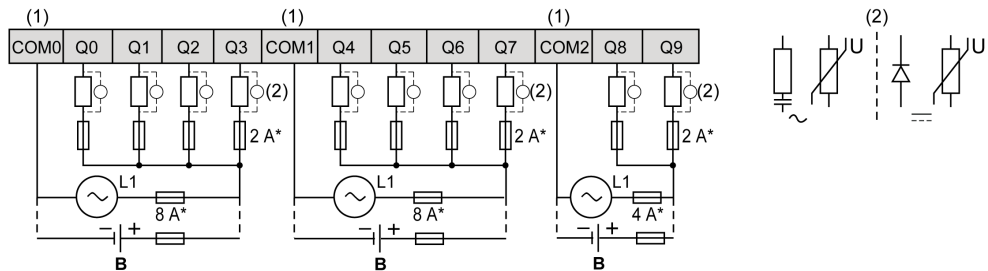 (1) (1) (1) (2)
COM0 Q0 Q1 Q2 Q3 COM1 Q4 Q5 Q6 Q7 COM2 Q8 Q9
U U
(2) (2) (2)
2 A* 2 A* 2 A*
L1 L1 L1
8 A* 8 A* 4 A*
− + − + − +
B B B